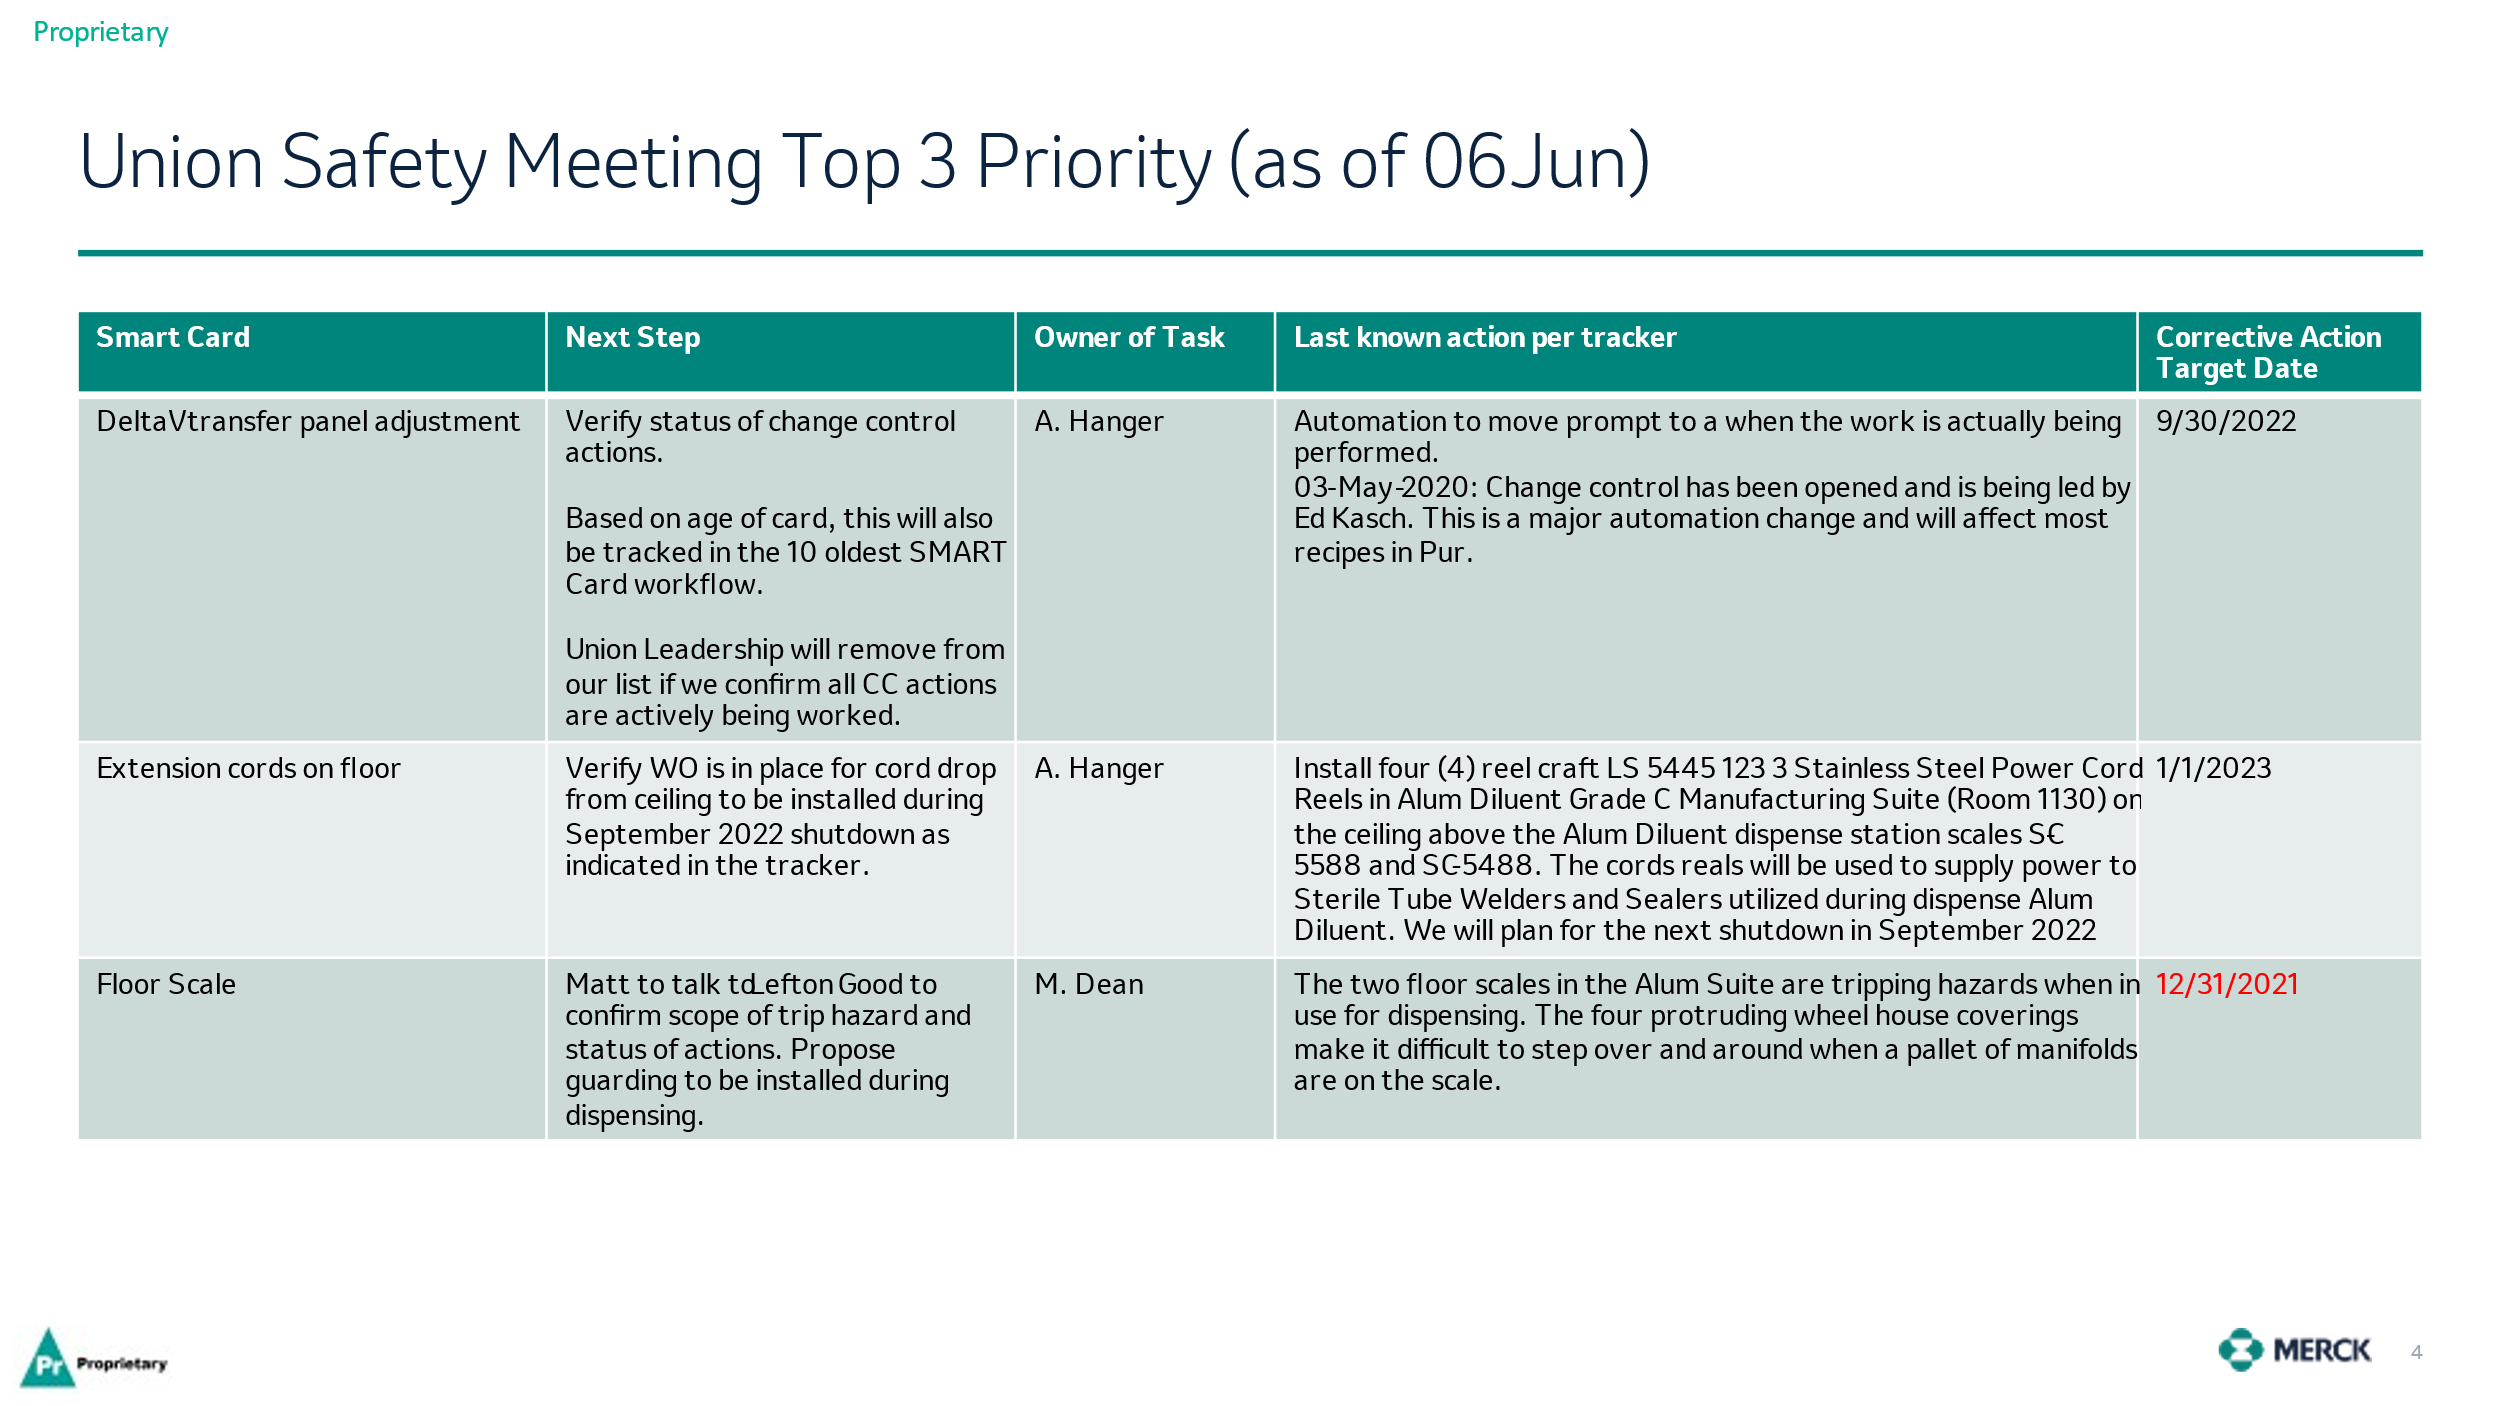 Proprietary
Union Safety Meeting Top 3 Priority (as of 06Jun)
Smart Card
Next Step
Owner of Task
Last known action per tracker
Corrective Action
Target Date
DeltaV transfer panel adjustment
Verify status of change control
actions.
Based on age of card, this will also
be tracked in the 10 oldest SMART
Card workflow.
Union Leadership will remove from
our list if we confirm all CC actions
are actively being worked.
A. Hanger
Automation to move prompt to a when the work is actually being
performed.
03-May-2020: Change control has been opened and is being led by
Ed Kasch. This is a major automation change and will affect most
recipes in Pur.
9/30/2022
Extension cords on floor
Verify WO is in place for cord drop
from ceiling to be installed during
September 2022 shutdown as
indicated in the tracker.
A. Hanger
Install four (4) reel craft LS 5445 123 3 Stainless Steel Power Cord
Reels in Alum Diluent Grade C Manufacturing Suite (Room 1130) on
the ceiling above the Alum Diluent dispense station scales SC-
5588 and SC-5488. The cords reals will be used to supply power to
Sterile Tube Welders and Sealers utilized during dispense Alum
Diluent. We will plan for the next shutdown in September 2022
1/1/2023
Floor Scale
Matt to talk to Lefton Good to
confirm scope of trip hazard and
status of actions. Propose
guarding to be installed during
dispensing.
M. Dean
The two floor scales in the Alum Suite are tripping hazards when in
use for dispensing. The four protruding wheel house coverings
make it difficult to step over and around when a pallet of manifolds
are on the scale.
12/31/2021
Pr Proprietary
MERCK
4